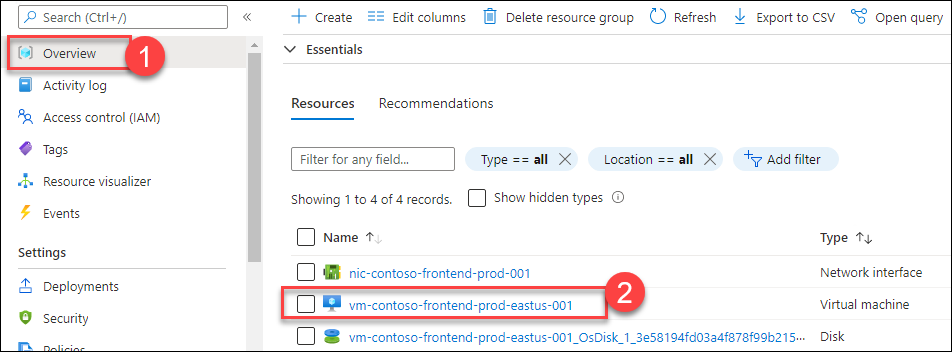 Search (Ctrl+/)
Create Edit columns Delete resource group Refresh Export to CSV Open query
Overview
1
Activity log
Access control (IAM)
Tags
Resource visualizer
Events
Settings
Deployments
Security
Policies
Essentials
Resources Recommendations
Filter for any field... Type == all Location == all Add filter
Showing 1 to 4 of 4 records. Show hidden types
Name Type
nic-contoso-frontend-prod-001 Network interface
vm-contoso-frontend-prod-eastus-001 2 Virtual machine
vm-contoso-frontend-prod-eastus-001_OsDisk_1_3e58194fd03a4f878f99b215... Disk